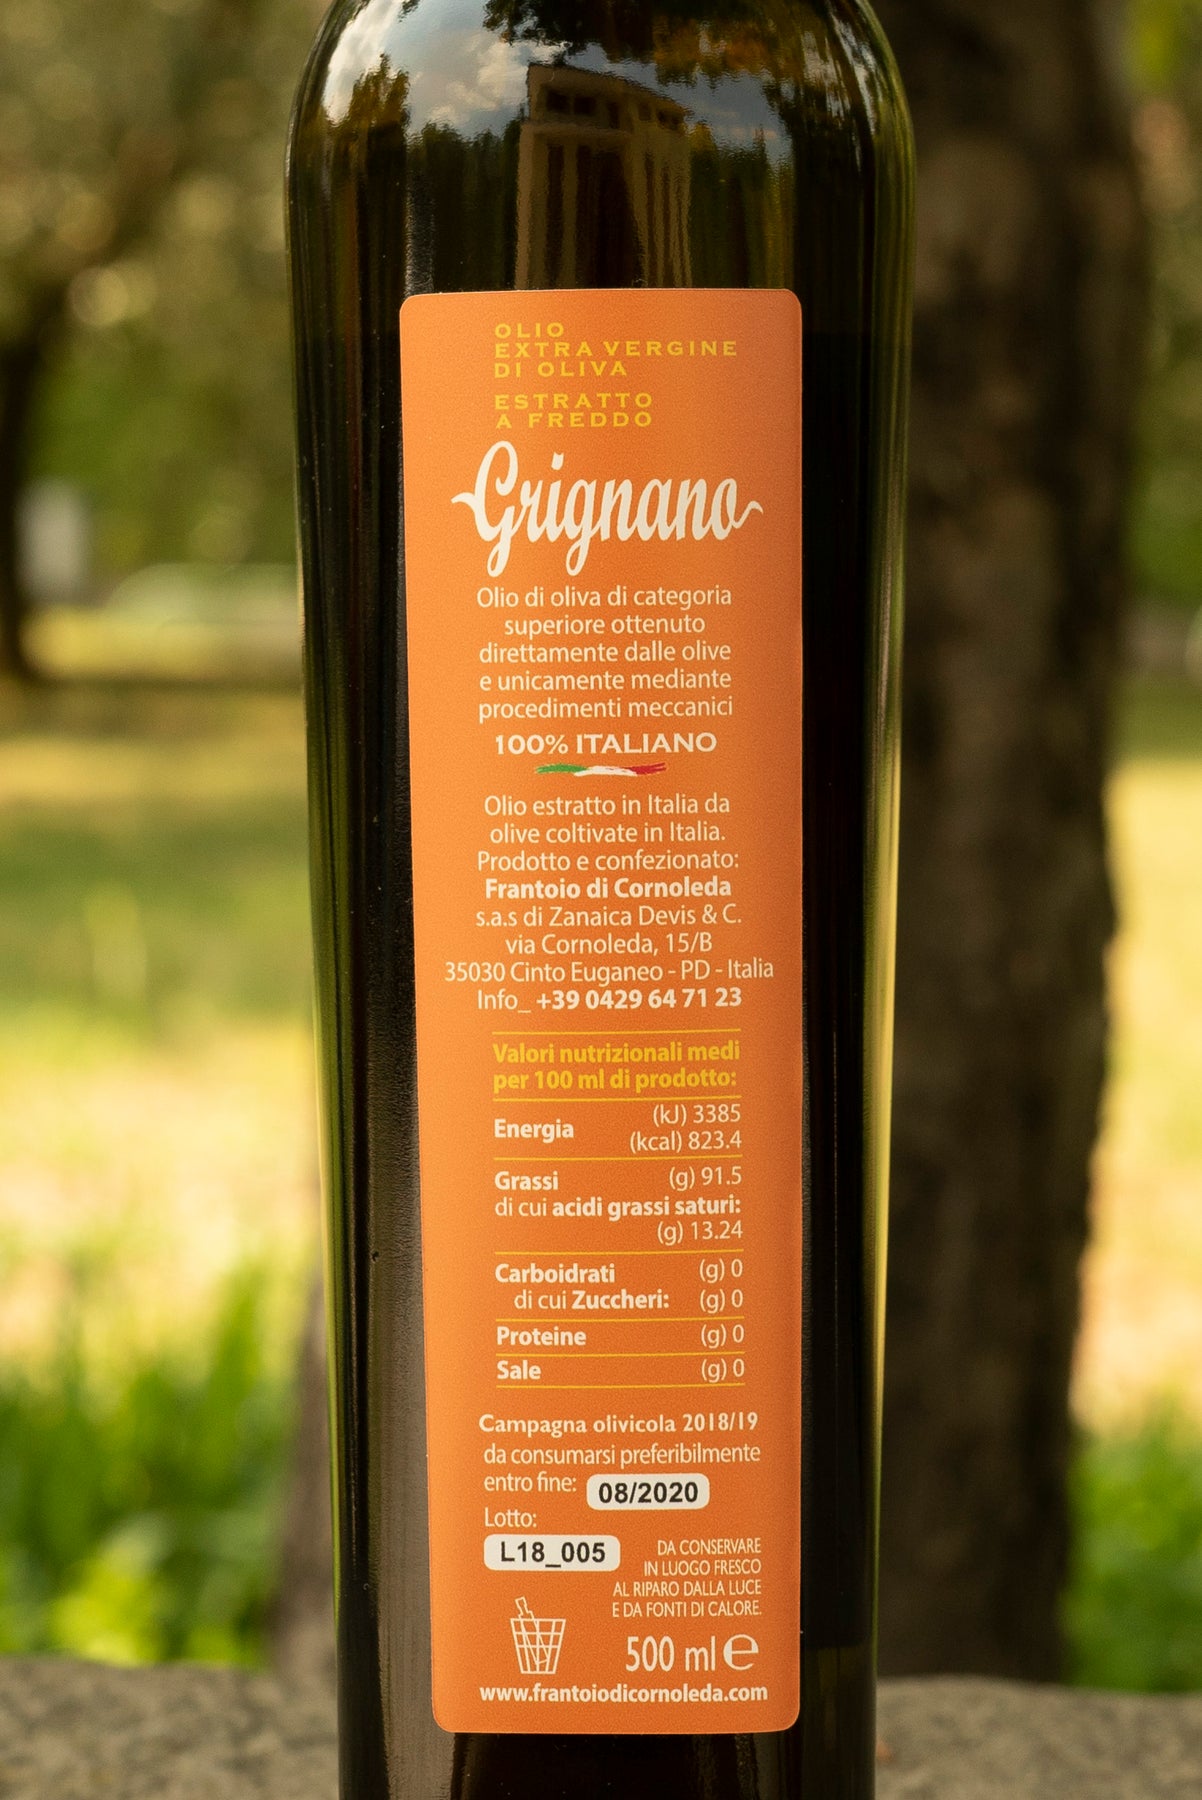 OLIO
EXTRA VERGINE
DI OLIVA
ESTRATTO
A FREDDO
Grignano
Olio di oliva di categoria
superiore ottenuto
direttamente dalle olive
e unicamente mediante
procedimenti meccanici
100% ITALIANO
Olio estratto in Italia da
olive coltivate in Italia.
Prodotto e confezionato:
Frantoio di Cornoleda
s.a.s di Zanaica Devis & C.
via Cornoleda, 15/B
35030 Cinto Euganeo - PD - Italia
Info_ +39 0429 64 71 23
Valori nutrizionali medi
per 100 ml di prodotto:
Energia (kJ) 3385
(kcal) 823.4
Grassi (g) 91.5
di cui acidi grassi saturi:
(g) 13.24
Carboidrati (g) 0
di cui Zuccheri: (g) 0
Proteine (g) 0
Sale (g) 0
Campagna olivicola 2018/19
da consumarsi preferibilmente
entro fine: 08/2020
Lotto:
L18_005
DA CONSERVARE
IN LUOGO FRESCO
AL RIPARO DALLA LUCE
E DA FONTI DI CALORE.
500 ml e
www.frantoiodicornoleda.com